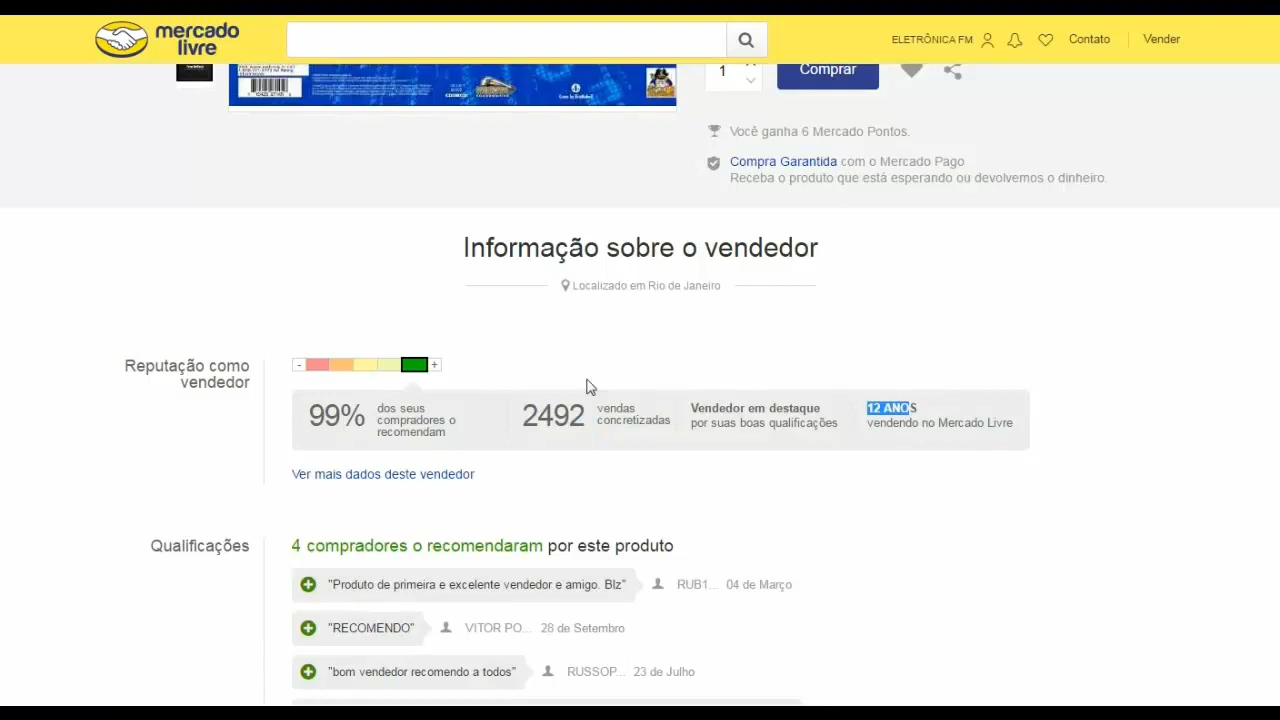 mercado
livre
ELETRÔNICA FM
Contato
Vender
1
Comprar
Você ganha 6 Mercado Pontos.
Compra Garantida com o Mercado Pago
Receba o produto que está esperando ou devolvemos o dinheiro.
Informação sobre o vendedor
Localizado em Rio de Janeiro
Reputação como
vendedor
- +
99%
dos seus
compradores o
recomendam
2492
vendas
concretizadas
Vendedor em destaque
por suas boas qualificações
12 ANOS
vendendo no Mercado Livre
Ver mais dados deste vendedor
Qualificações
4 compradores o recomendaram por este produto
"Produto de primeira e excelente vendedor e amigo. Blz" RUB1... 04 de Março
"RECOMENDO" VITOR PO... 28 de Setembro
"bom vendedor recomendo a todos" RUSSOP... 23 de Julho